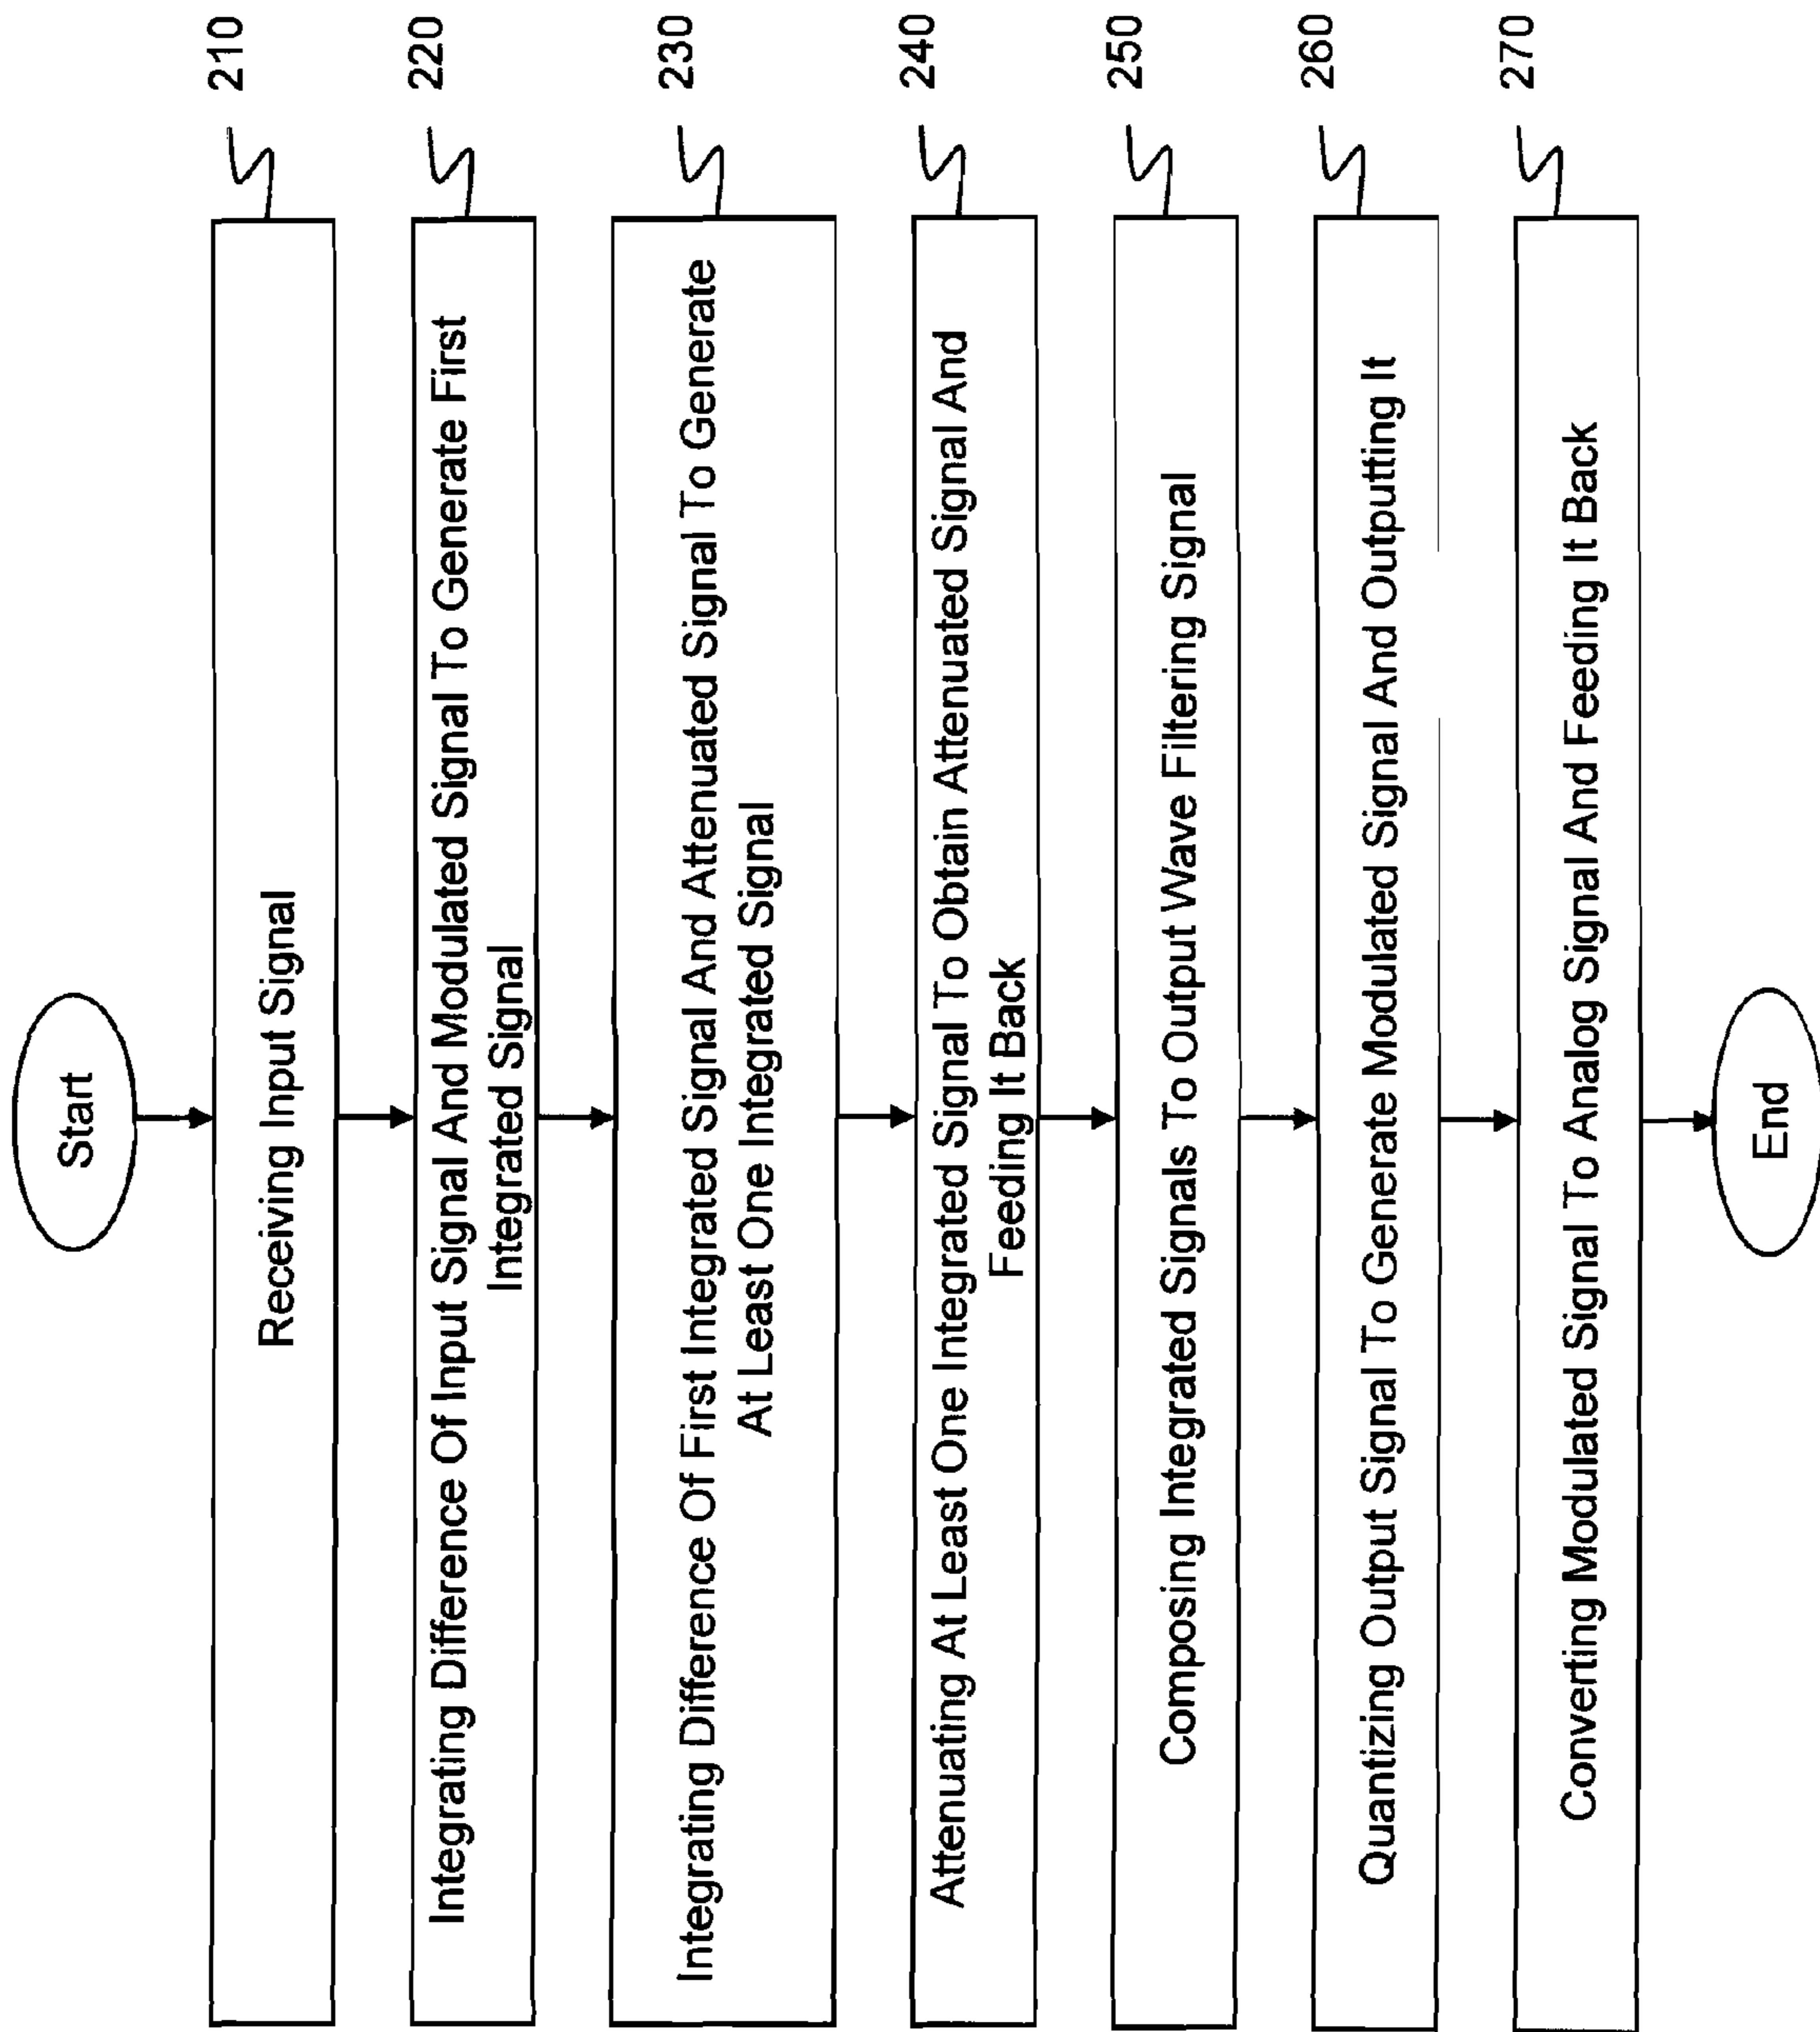 Start
Receiving Input Signal
210
Integrating Difference Of Input Signal And Modulated Signal To Generate First
Integrated Signal
220
Integrating Difference Of First Integrated Signal And Attenuated Signal To Generate
At Least One Integrated Signal
230
Attenuating At Least One Integrated Signal To Obtain Attenuated Signal And
Feeding It Back
240
Composing Integrated Signals To Output Wave Filtering Signal
250
Quantizing Output Signal To Generate Modulated Signal And Outputting It
260
Converting Modulated Signal To Analog Signal And Feeding It Back
270
End